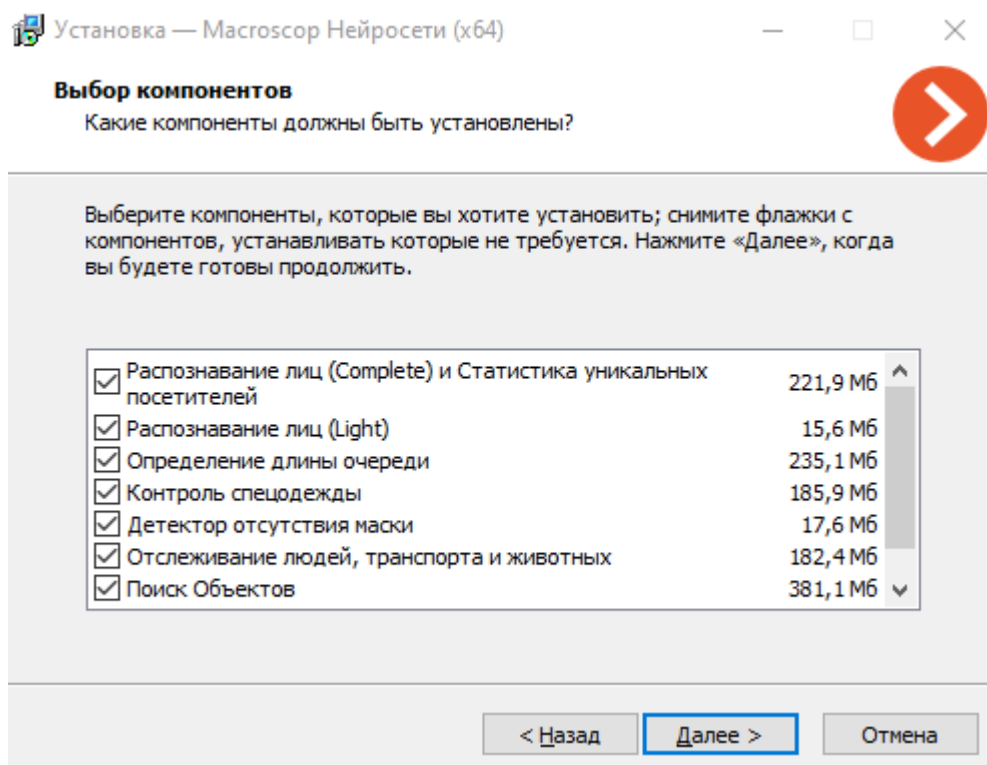 Установка — Macroscop Нейросети (x64)
Выбор компонентов
Какие компоненты должны быть установлены?
Выберите компоненты, которые вы хотите установить; снимите флажки с
компонентов, устанавливать которые не требуется. Нажмите «Далее», когда
вы будете готовы продолжить.
Распознавание лиц (Complete) и Статистика уникальных
посетителей 221,9 Мб
Распознавание лиц (Light) 15,6 Мб
Определение длины очереди 235,1 Мб
Контроль спецодежды 185,9 Мб
Детектор отсутствия маски 17,6 Мб
Отслеживание людей, транспорта и животных 182,4 Мб
Поиск Объектов 381,1 Мб
< Назад Далее > Отмена